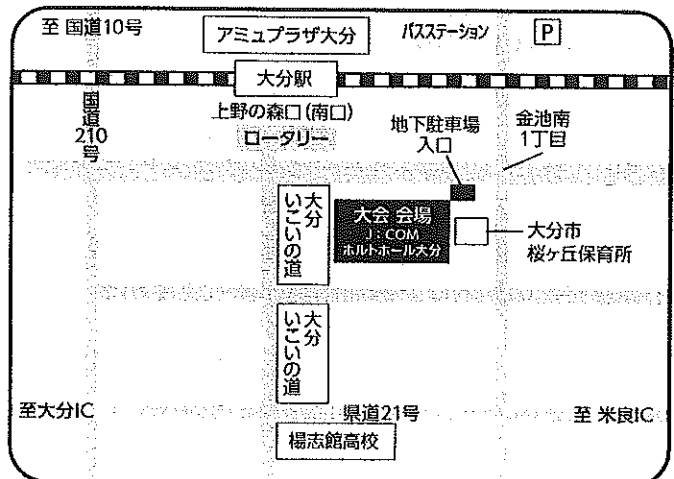 至 国道10号
アミュプラザ大分
バスステーション
P
大分駅
国道210号
上野の森口(南口)
ロータリー
地下駐車場
入口
金池南
1丁目
大分いこいの道
大会 会場
J:COM
ホルトホール大分
大分市
桜ヶ丘保育所
大分いこいの道
至大分IC
県道21号
至 米良IC
楊志館高校